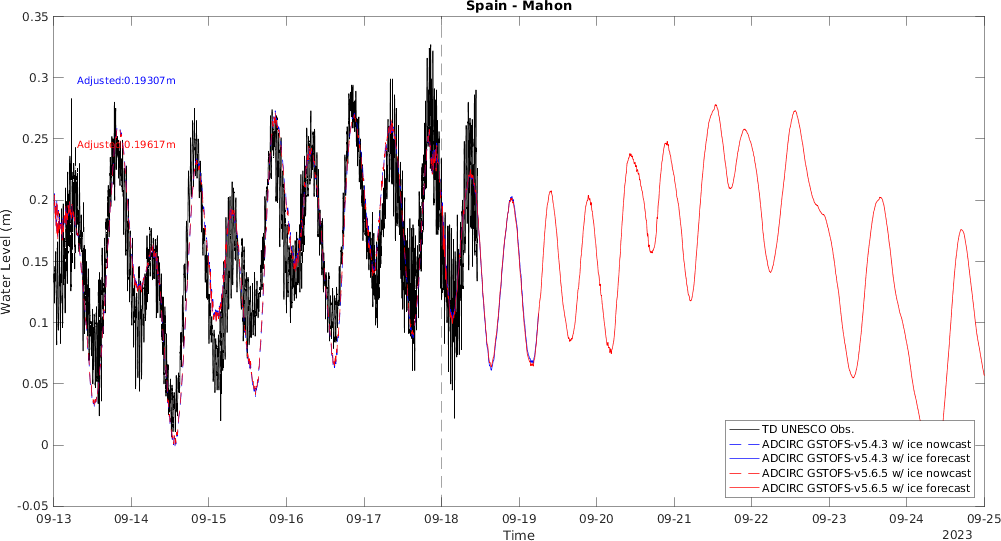 Spain - Mahon
0.35
0.3
0.25
0.2
0.15
0.1
0.05
0
-0.05
Water Level (m)
Adjusted:0.19307m
Adjusted:0.19617m
TD UNESCO Obs.
ADCIRC GSTOFS-v5.4.3 w/ ice nowcast
ADCIRC GSTOFS-v5.4.3 w/ ice forecast
ADCIRC GSTOFS-v5.6.5 w/ ice nowcast
ADCIRC GSTOFS-v5.6.5 w/ ice forecast
09-13 09-14 09-15 09-16 09-17 09-18 09-19 09-20 09-21 09-22 09-23 09-24 09-25
Time
2023